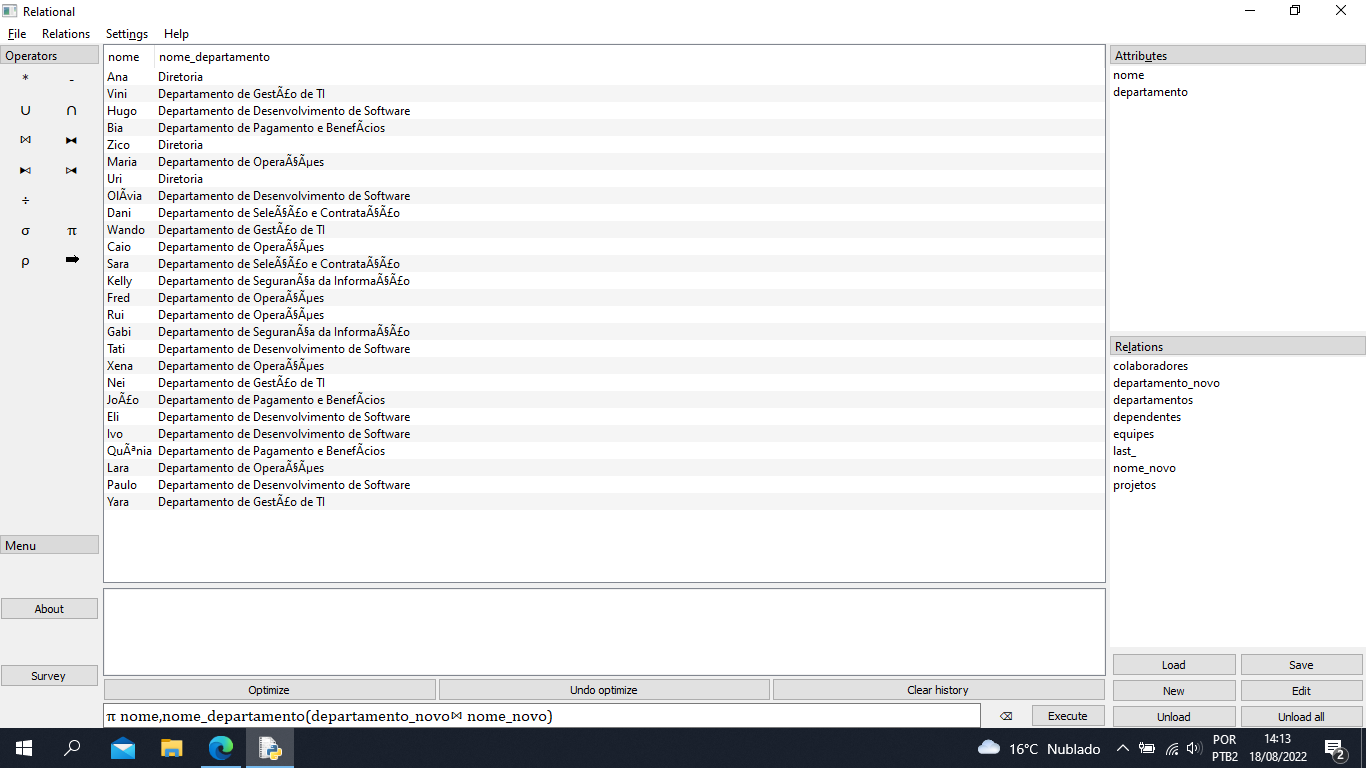 Relational
File Relations Settings Help
Operators
* -
∪ ∩
⋈ ⧓
⧑ ⧒
÷
σ π
ρ ➡
Menu
About
Survey
nome nome_departamento
Ana Diretoria
Vini Departamento de GestÃ£o de TI
Hugo Departamento de Desenvolvimento de Software
Bia Departamento de Pagamento e BenefÃcios
Zico Diretoria
Maria Departamento de OperaÃ§Ãµes
Uri Diretoria
OlÃvia Departamento de Desenvolvimento de Software
Dani Departamento de SeleÃ§Ã£o e ContrataÃ§Ã£o
Wando Departamento de GestÃ£o de TI
Caio Departamento de OperaÃ§Ãµes
Sara Departamento de SeleÃ§Ã£o e ContrataÃ§Ã£o
Kelly Departamento de SeguranÃ§a da InformaÃ§Ã£o
Fred Departamento de OperaÃ§Ãµes
Rui Departamento de OperaÃ§Ãµes
Gabi Departamento de SeguranÃ§a da InformaÃ§Ã£o
Tati Departamento de Desenvolvimento de Software
Xena Departamento de OperaÃ§Ãµes
Nei Departamento de GestÃ£o de TI
JoÃ£o Departamento de Pagamento e BenefÃcios
Eli Departamento de Desenvolvimento de Software
Ivo Departamento de Desenvolvimento de Software
QuÃªnia Departamento de Pagamento e BenefÃcios
Lara Departamento de OperaÃ§Ãµes
Paulo Departamento de Desenvolvimento de Software
Yara Departamento de GestÃ£o de TI
Optimize Undo optimize Clear history
π nome,nome_departamento(departamento_novo⋈ nome_novo)
⌫ Execute
Attributes
nome
departamento
Relations
colaboradores
departamento_novo
departamentos
dependentes
equipes
last_
nome_novo
projetos
Load Save
New Edit
Unload Unload all
16°C Nublado
POR
PTB2
14:13
18/08/2022
2